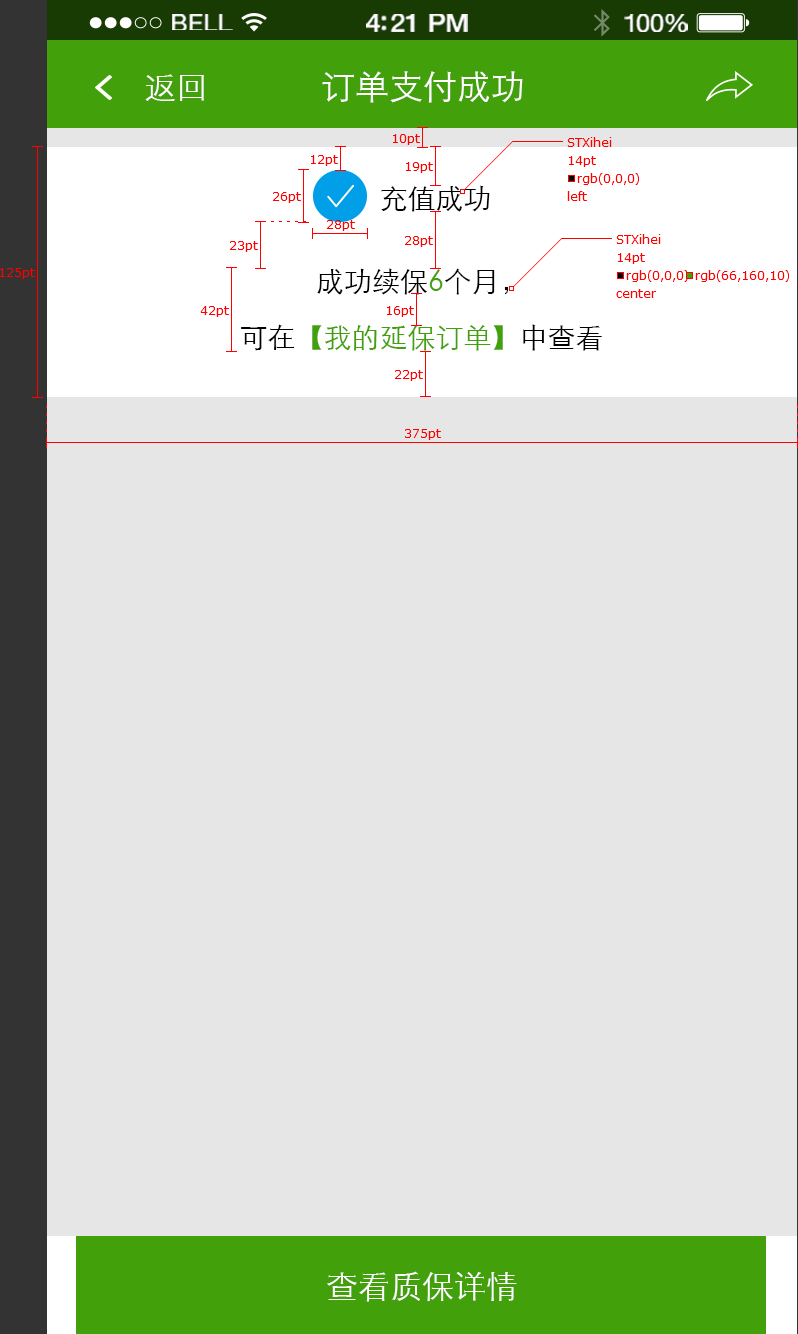 BELL 4:21 PM 100%
返回 订单支付成功
10pt
STXihei
14pt
rgb(0,0,0)
left
12pt
19pt
26pt
充值成功
28pt
23pt
28pt
STXihei
14pt
rgb(0,0,0) rgb(66,160,10)
center
125pt
成功续保6个月，
42pt
16pt
可在【我的延保订单】中查看
22pt
375pt
查看质保详情